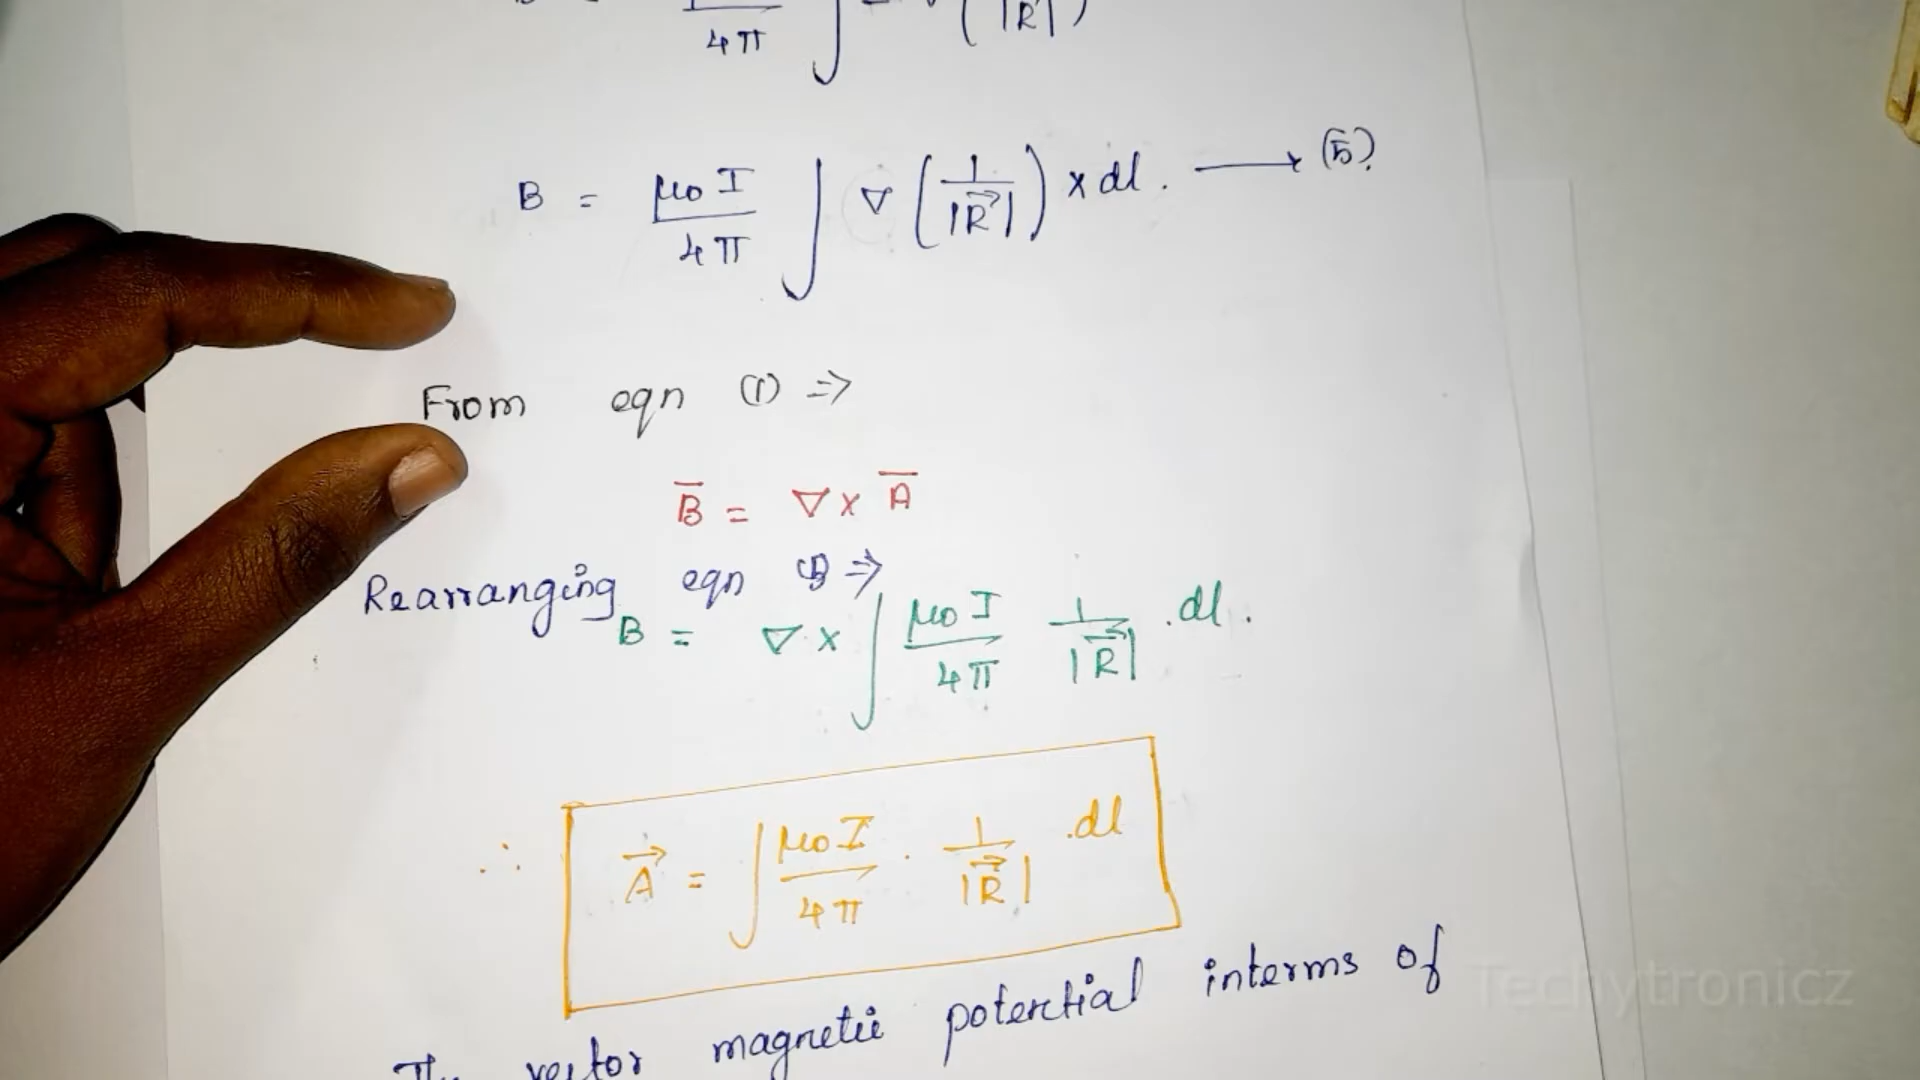 4π ∫ (|R|)
B = μ₀I/4π ∫ ∇ (1/|R⃗|) × dl. ⟶ (5)
From eqn (1) ⇒
B̅ = ∇ × A̅
Rearranging eqn ⇒
B = ∇ × ∫ μ₀I/4π 1/|R⃗| .dl.
∴ A⃗ = ∫ μ₀I/4π · 1/|R⃗| .dl
vector magnetic potential interms of
Techytronicz